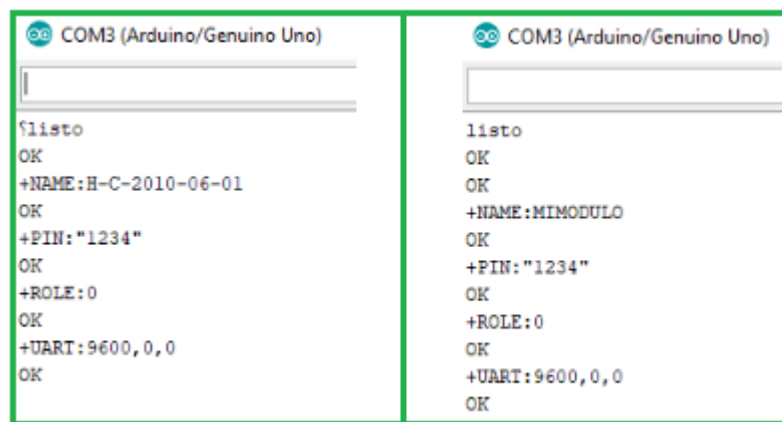 COM3 (Arduino/Genuino Uno)
listo
OK
+NAME:H-C-2010-06-01
OK
+PIN:"1234"
OK
+ROLE:0
OK
+UART:9600,0,0
OK
COM3 (Arduino/Genuino Uno)
listo
OK
OK
+NAME:MIMODULO
OK
+PIN:"1234"
OK
+ROLE:0
OK
+UART:9600,0,0
OK